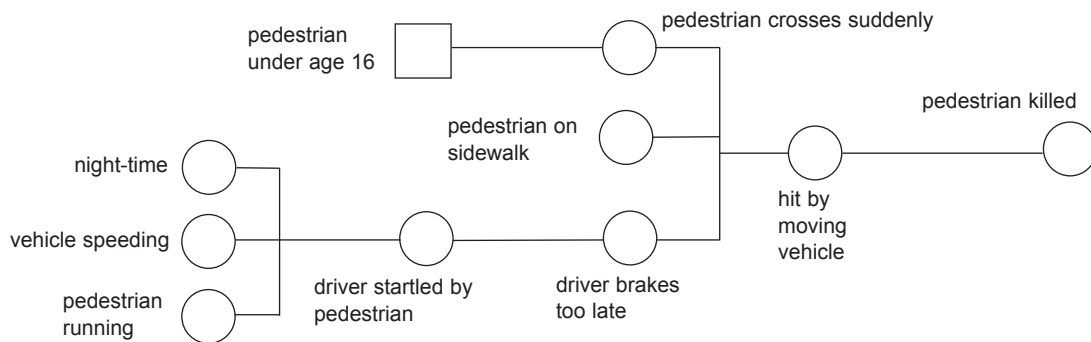 pedestrian
under age 16
pedestrian crosses suddenly
pedestrian killed
pedestrian on
sidewalk
night-time
hit by
moving
vehicle
vehicle speeding
driver startled by
pedestrian
driver brakes
too late
pedestrian
running